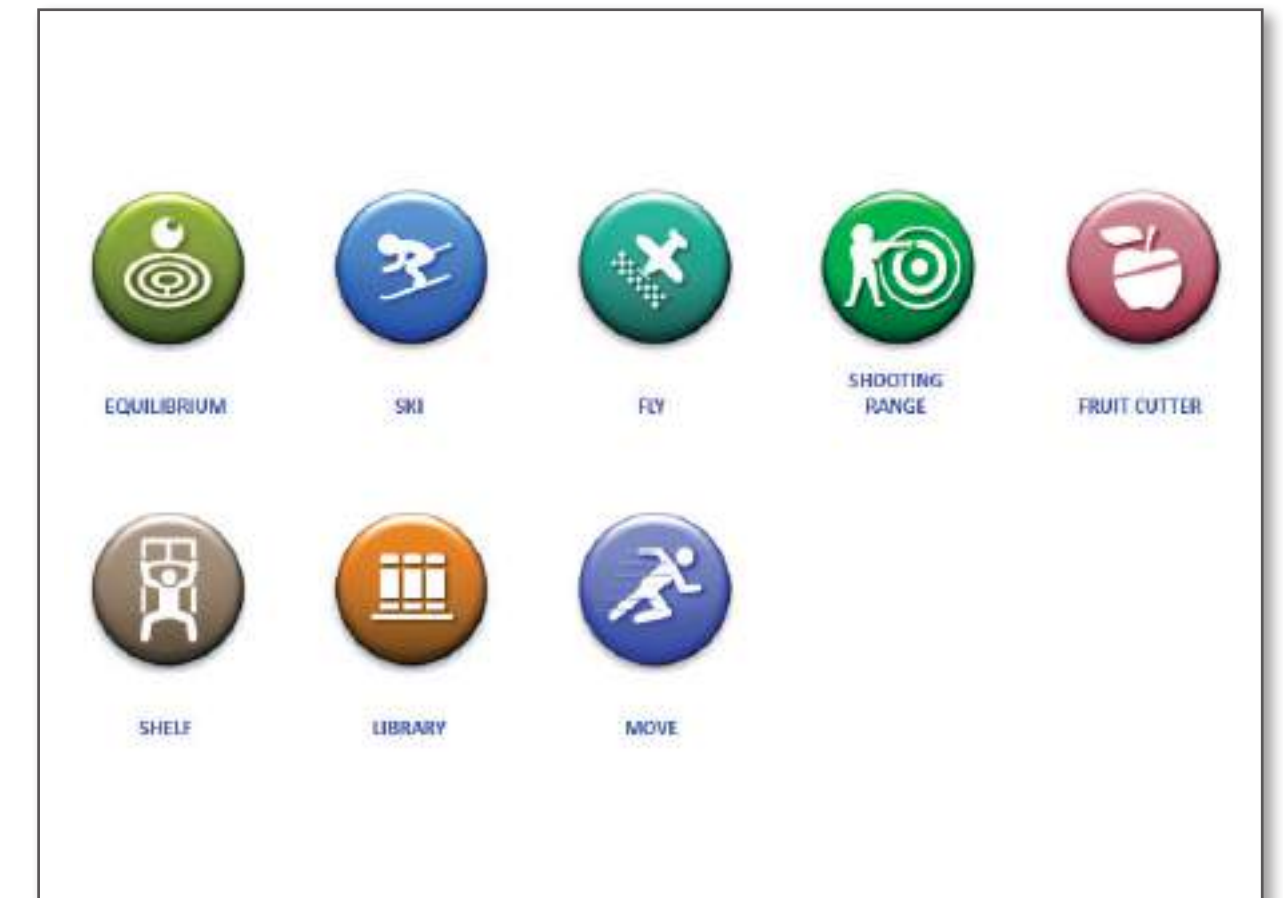 EQUILIBRIUM
SKI
FLY
SHOOTING
RANGE
FRUIT CUTTER
SHELF
LIBRARY
MOVE